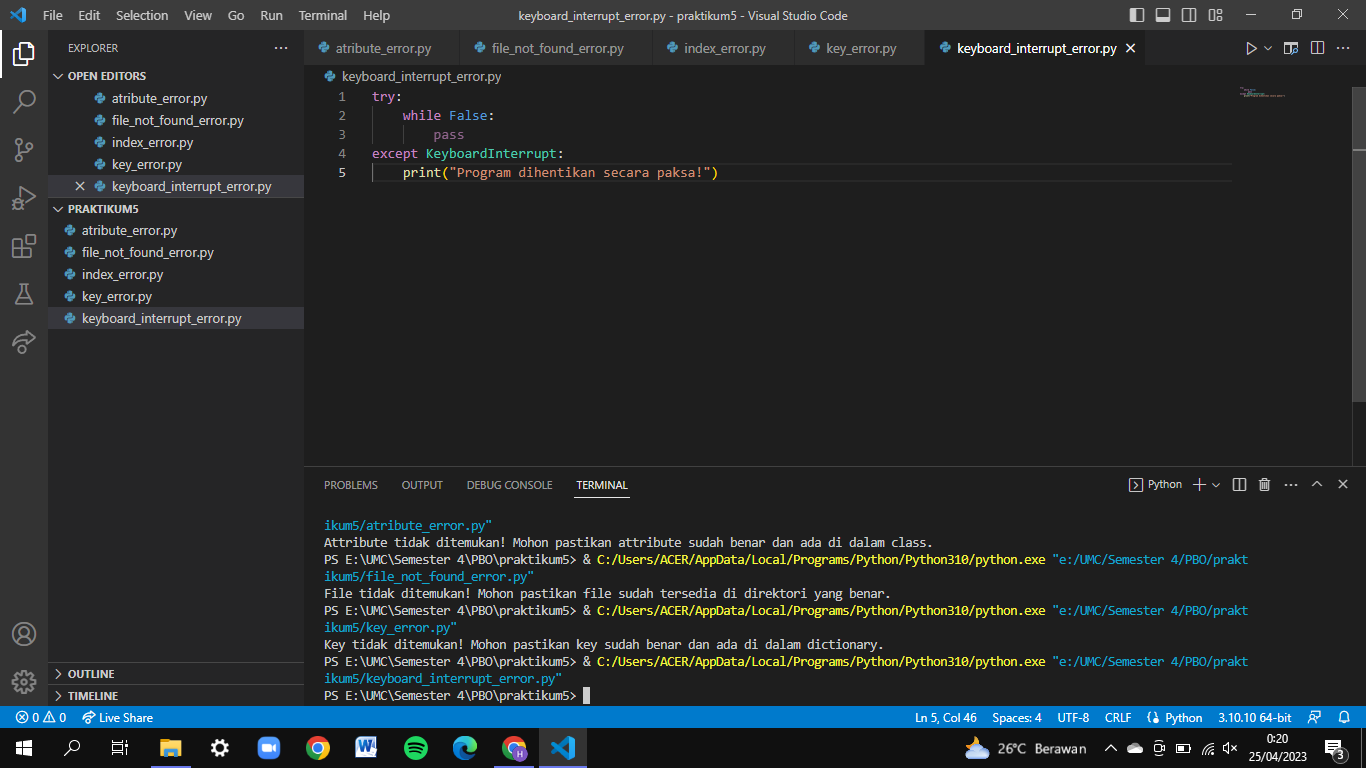 File Edit Selection View Go Run Terminal Help
keyboard_interrupt_error.py - praktikum5 - Visual Studio Code
EXPLORER
OPEN EDITORS
atribute_error.py
file_not_found_error.py
index_error.py
key_error.py
keyboard_interrupt_error.py
PRAKTIKUM5
atribute_error.py
file_not_found_error.py
index_error.py
key_error.py
keyboard_interrupt_error.py
OUTLINE
TIMELINE
atribute_error.py file_not_found_error.py index_error.py key_error.py keyboard_interrupt_error.py
keyboard_interrupt_error.py
1 try:
2     while False:
3         pass
4 except KeyboardInterrupt:
5     print("Program dihentikan secara paksa!")
PROBLEMS OUTPUT DEBUG CONSOLE TERMINAL
Python
ikum5/atribute_error.py"
Attribute tidak ditemukan! Mohon pastikan attribute sudah benar dan ada di dalam class.
PS E:\UMC\Semester 4\PBO\praktikum5> & C:/Users/ACER/AppData/Local/Programs/Python/Python310/python.exe "e:/UMC/Semester 4/PBO/prakt
ikum5/file_not_found_error.py"
File tidak ditemukan! Mohon pastikan file sudah tersedia di direktori yang benar.
PS E:\UMC\Semester 4\PBO\praktikum5> & C:/Users/ACER/AppData/Local/Programs/Python/Python310/python.exe "e:/UMC/Semester 4/PBO/prakt
ikum5/key_error.py"
Key tidak ditemukan! Mohon pastikan key sudah benar dan ada di dalam dictionary.
PS E:\UMC\Semester 4\PBO\praktikum5> & C:/Users/ACER/AppData/Local/Programs/Python/Python310/python.exe "e:/UMC/Semester 4/PBO/prakt
ikum5/keyboard_interrupt_error.py"
PS E:\UMC\Semester 4\PBO\praktikum5>
0 0 Live Share
Ln 5, Col 46 Spaces: 4 UTF-8 CRLF Python 3.10.10 64-bit
26°C Berawan
0:20
25/04/2023
3